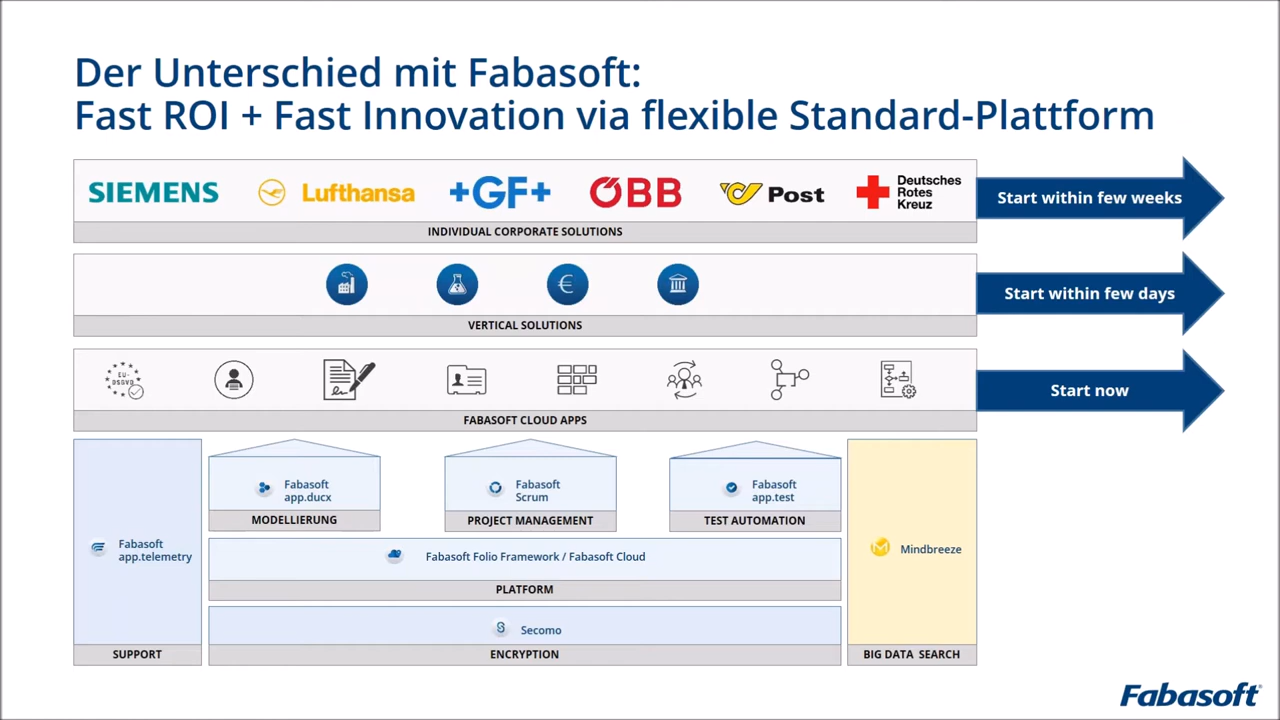 Der Unterschied mit Fabasoft:
Fast ROI + Fast Innovation via flexible Standard-Plattform
SIEMENS
Lufthansa
+GF+
ÖBB
Post
Deutsches
Rotes
Kreuz
Start within few weeks
INDIVIDUAL CORPORATE SOLUTIONS
€
Start within few days
VERTICAL SOLUTIONS
EU-
DSGVO
Start now
FABASOFT CLOUD APPS
Fabasoft
app.ducx
MODELLIERUNG
Fabasoft
Scrum
PROJECT MANAGEMENT
Fabasoft
app.test
TEST AUTOMATION
Fabasoft
app.telemetry
SUPPORT
Fabasoft Folio Framework / Fabasoft Cloud
PLATFORM
Secomo
ENCRYPTION
Mindbreeze
BIG DATA SEARCH
Fabasoft